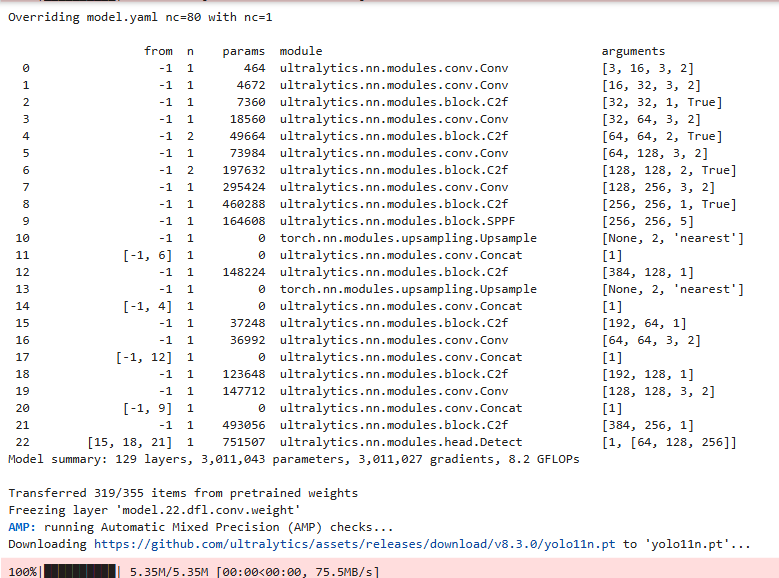 Overriding model.yaml nc=80 with nc=1
from n params module arguments
0 -1 1 464 ultralytics.nn.modules.conv.Conv [3, 16, 3, 2]
1 -1 1 4672 ultralytics.nn.modules.conv.Conv [16, 32, 3, 2]
2 -1 1 7360 ultralytics.nn.modules.block.C2f [32, 32, 1, True]
3 -1 1 18560 ultralytics.nn.modules.conv.Conv [32, 64, 3, 2]
4 -1 2 49664 ultralytics.nn.modules.block.C2f [64, 64, 2, True]
5 -1 1 73984 ultralytics.nn.modules.conv.Conv [64, 128, 3, 2]
6 -1 2 197632 ultralytics.nn.modules.block.C2f [128, 128, 2, True]
7 -1 1 295424 ultralytics.nn.modules.conv.Conv [128, 256, 3, 2]
8 -1 1 460288 ultralytics.nn.modules.block.C2f [256, 256, 1, True]
9 -1 1 164608 ultralytics.nn.modules.block.SPPF [256, 256, 5]
10 -1 1 0 torch.nn.modules.upsampling.Upsample [None, 2, 'nearest']
11 [-1, 6] 1 0 ultralytics.nn.modules.conv.Concat [1]
12 -1 1 148224 ultralytics.nn.modules.block.C2f [384, 128, 1]
13 -1 1 0 torch.nn.modules.upsampling.Upsample [None, 2, 'nearest']
14 [-1, 4] 1 0 ultralytics.nn.modules.conv.Concat [1]
15 -1 1 37248 ultralytics.nn.modules.block.C2f [192, 64, 1]
16 -1 1 36992 ultralytics.nn.modules.conv.Conv [64, 64, 3, 2]
17 [-1, 12] 1 0 ultralytics.nn.modules.conv.Concat [1]
18 -1 1 123648 ultralytics.nn.modules.block.C2f [192, 128, 1]
19 -1 1 147712 ultralytics.nn.modules.conv.Conv [128, 128, 3, 2]
20 [-1, 9] 1 0 ultralytics.nn.modules.conv.Concat [1]
21 -1 1 493056 ultralytics.nn.modules.block.C2f [384, 256, 1]
22 [15, 18, 21] 1 751507 ultralytics.nn.modules.head.Detect [1, [64, 128, 256]]
Model summary: 129 layers, 3,011,043 parameters, 3,011,027 gradients, 8.2 GFLOPs
Transferred 319/355 items from pretrained weights
Freezing layer 'model.22.dfl.conv.weight'
AMP: running Automatic Mixed Precision (AMP) checks...
Downloading https://github.com/ultralytics/assets/releases/download/v8.3.0/yolo11n.pt to 'yolo11n.pt'...
100%|██████████| 5.35M/5.35M [00:00<00:00, 75.5MB/s]